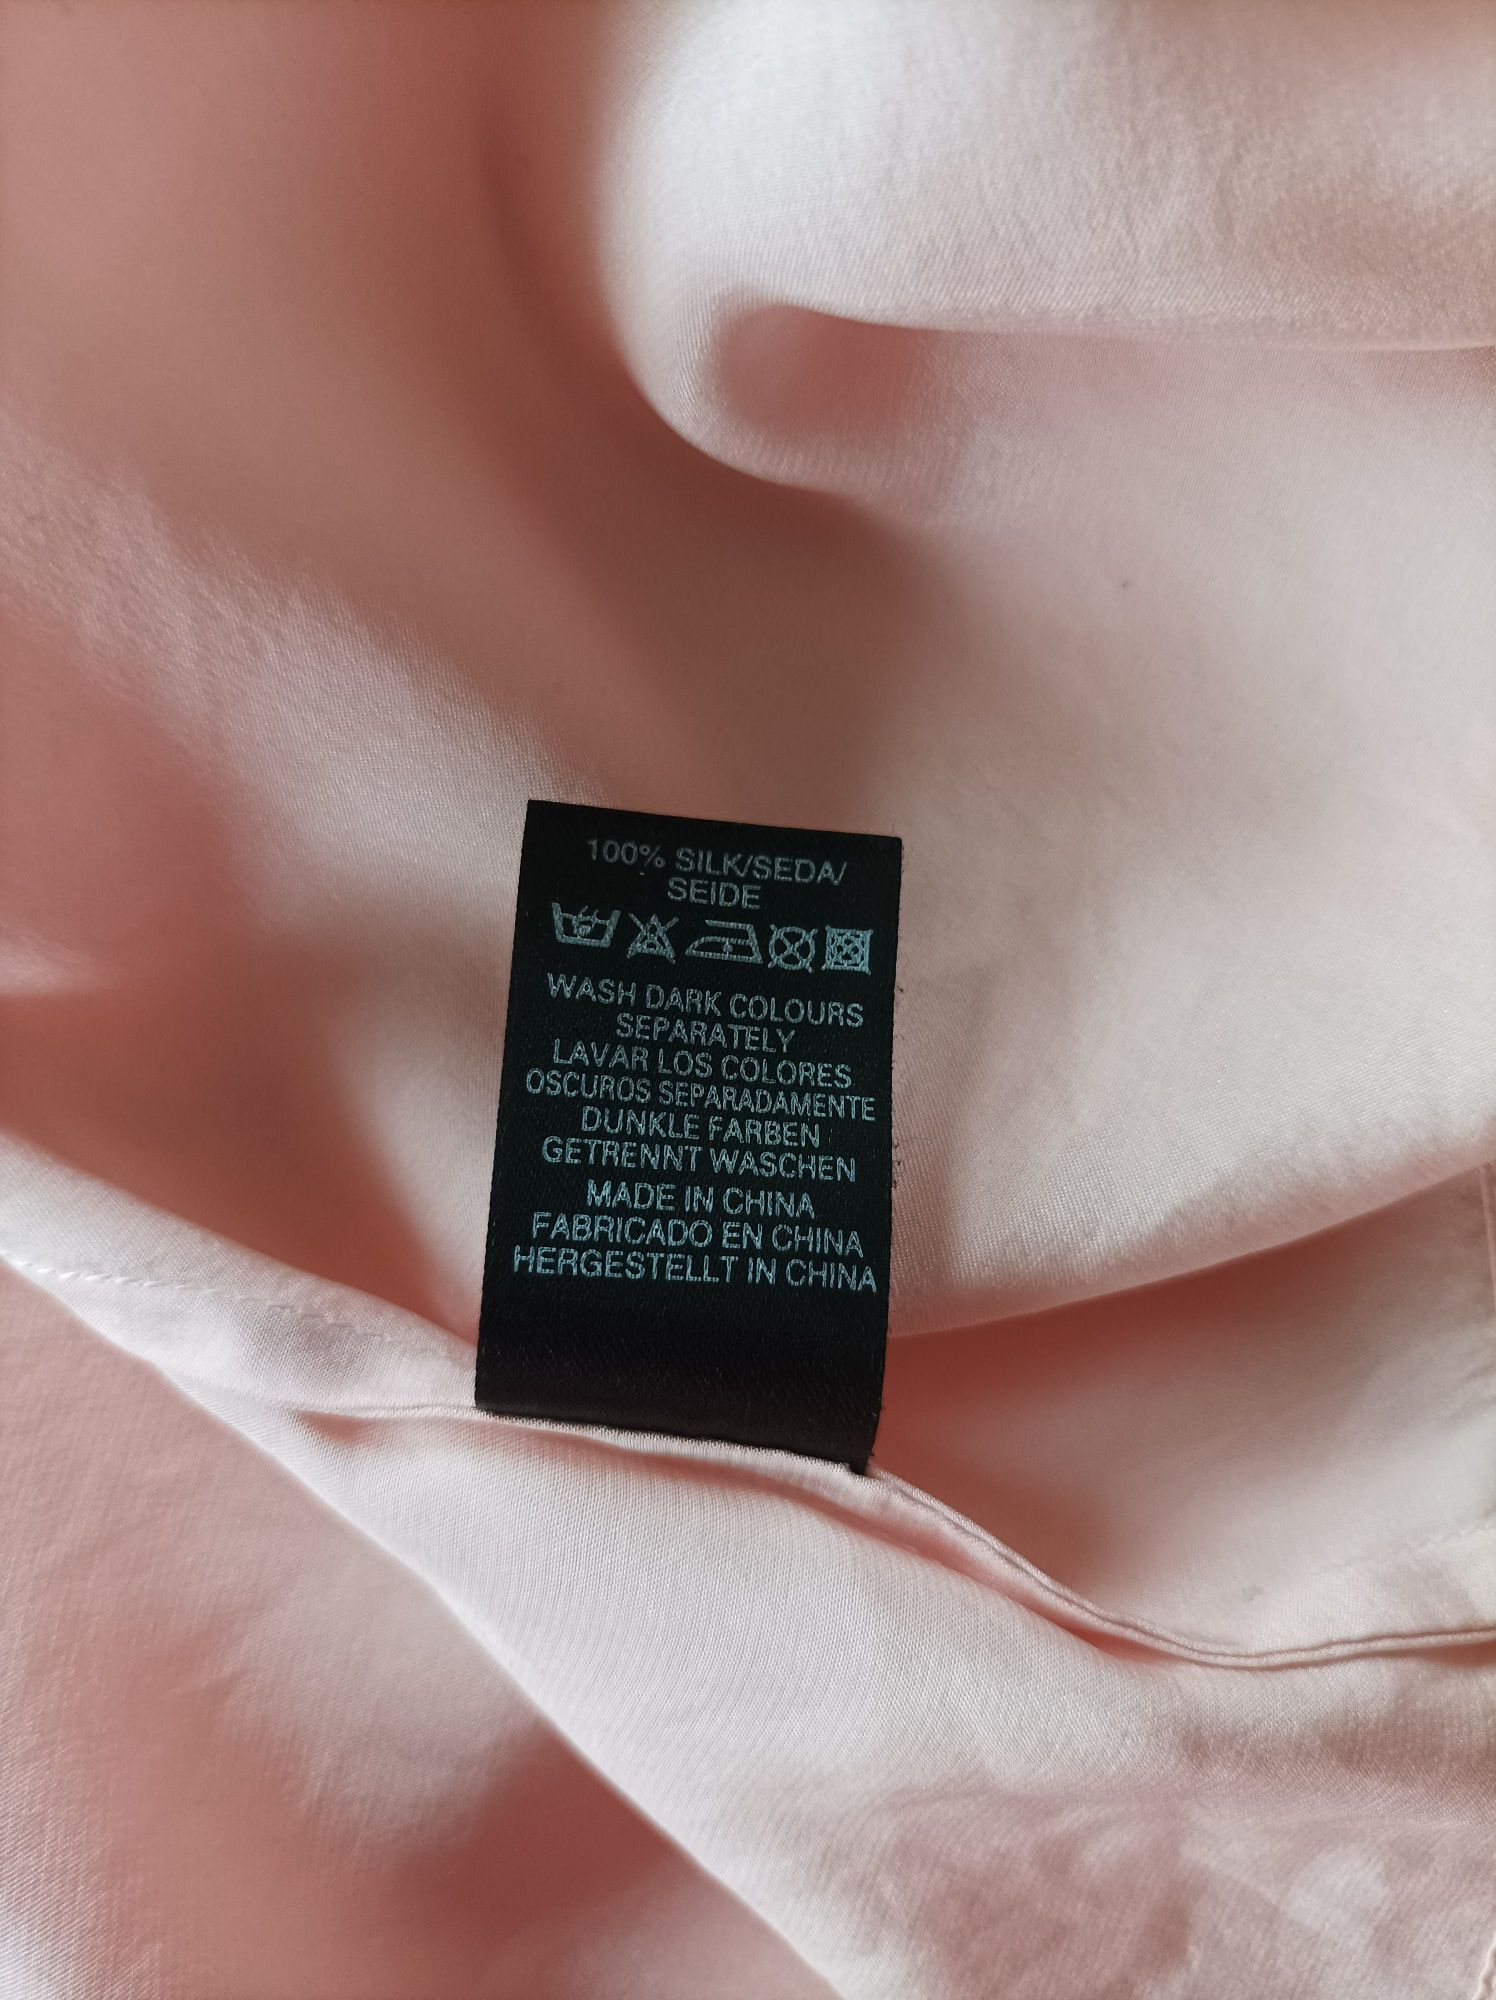 100% SILK/SEDA/
SEIDE
WASH DARK COLOURS
SEPARATELY
LAVAR LOS COLORES
OSCUROS SEPARADAMENTE
DUNKLE FARBEN
GETRENNT WASCHEN
MADE IN CHINA
FABRICADO EN CHINA
HERGESTELLT IN CHINA